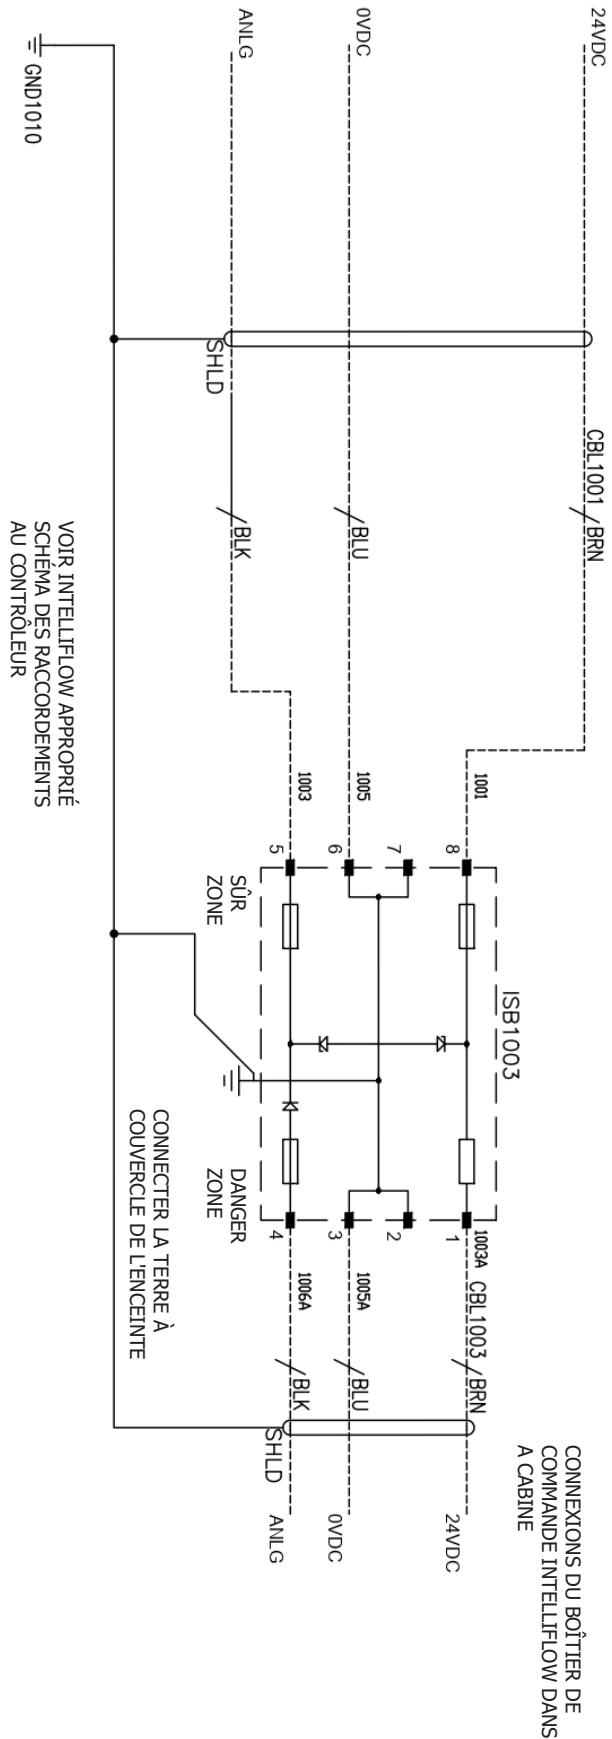 24VDC
0VDC
ANLG
GND1010
SHLD
CBL1001
BRN
BLU
BLK
VOIR INTELLIFLOW APPROPRIÉ
SCHÉMA DES RACCORDEMENTS
AU CONTRÔLEUR
1001
1005
1003
8
7
6
5
SÛR
ZONE
ISB1003
DANGER
ZONE
1
2
3
4
1003A
1005A
1006A
CBL1003
BRN
BLU
BLK
SHLD
24VDC
0VDC
ANLG
CONNECTER LA TERRE À
COUVERCLE DE L'ENCEINTE
CONNEXIONS DU BOÎTIER DE
COMMANDE INTELLIFLOW DANS
A CABINE